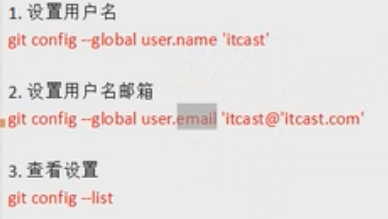 1. 设置用户名
git config --global user.name 'itcast'
2. 设置用户名邮箱
git config --global user.email 'itcast@'itcast.com'
3. 查看设置
git config --list